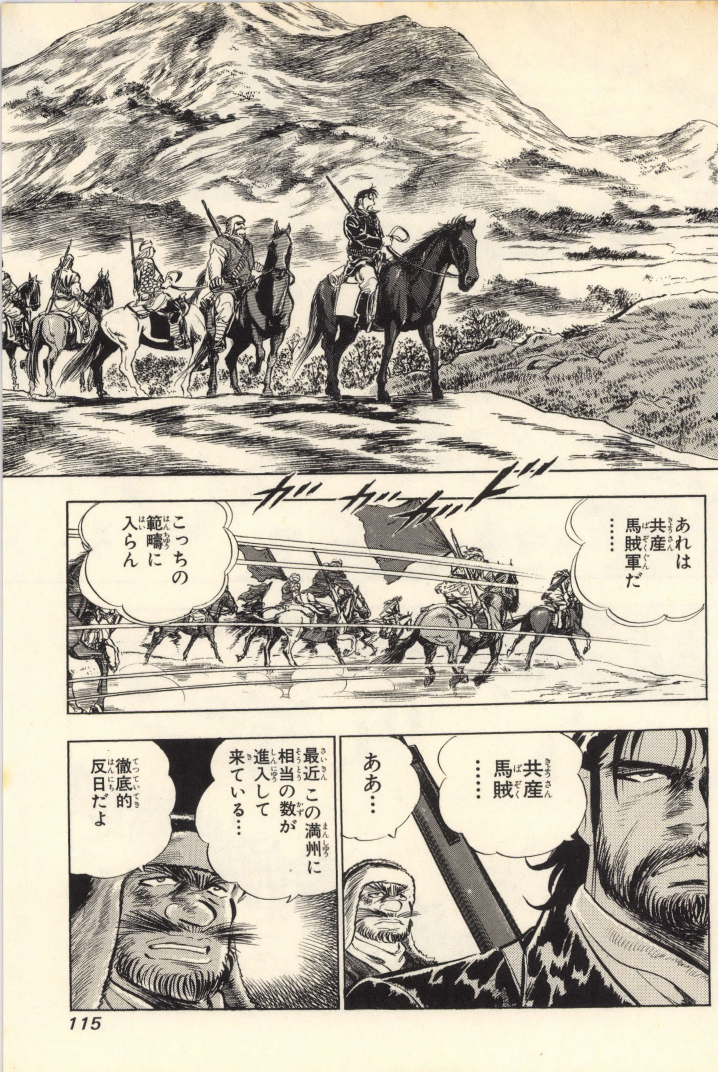 ガッ ガガッ ドドッ
あれは
共産
馬賊軍だ
……
こっちの
範疇に
入らん
共産
馬賊
……
ああ…
最近 この満州に
相当の数が
進入して
来ている…
徹底的
反日だよ
115